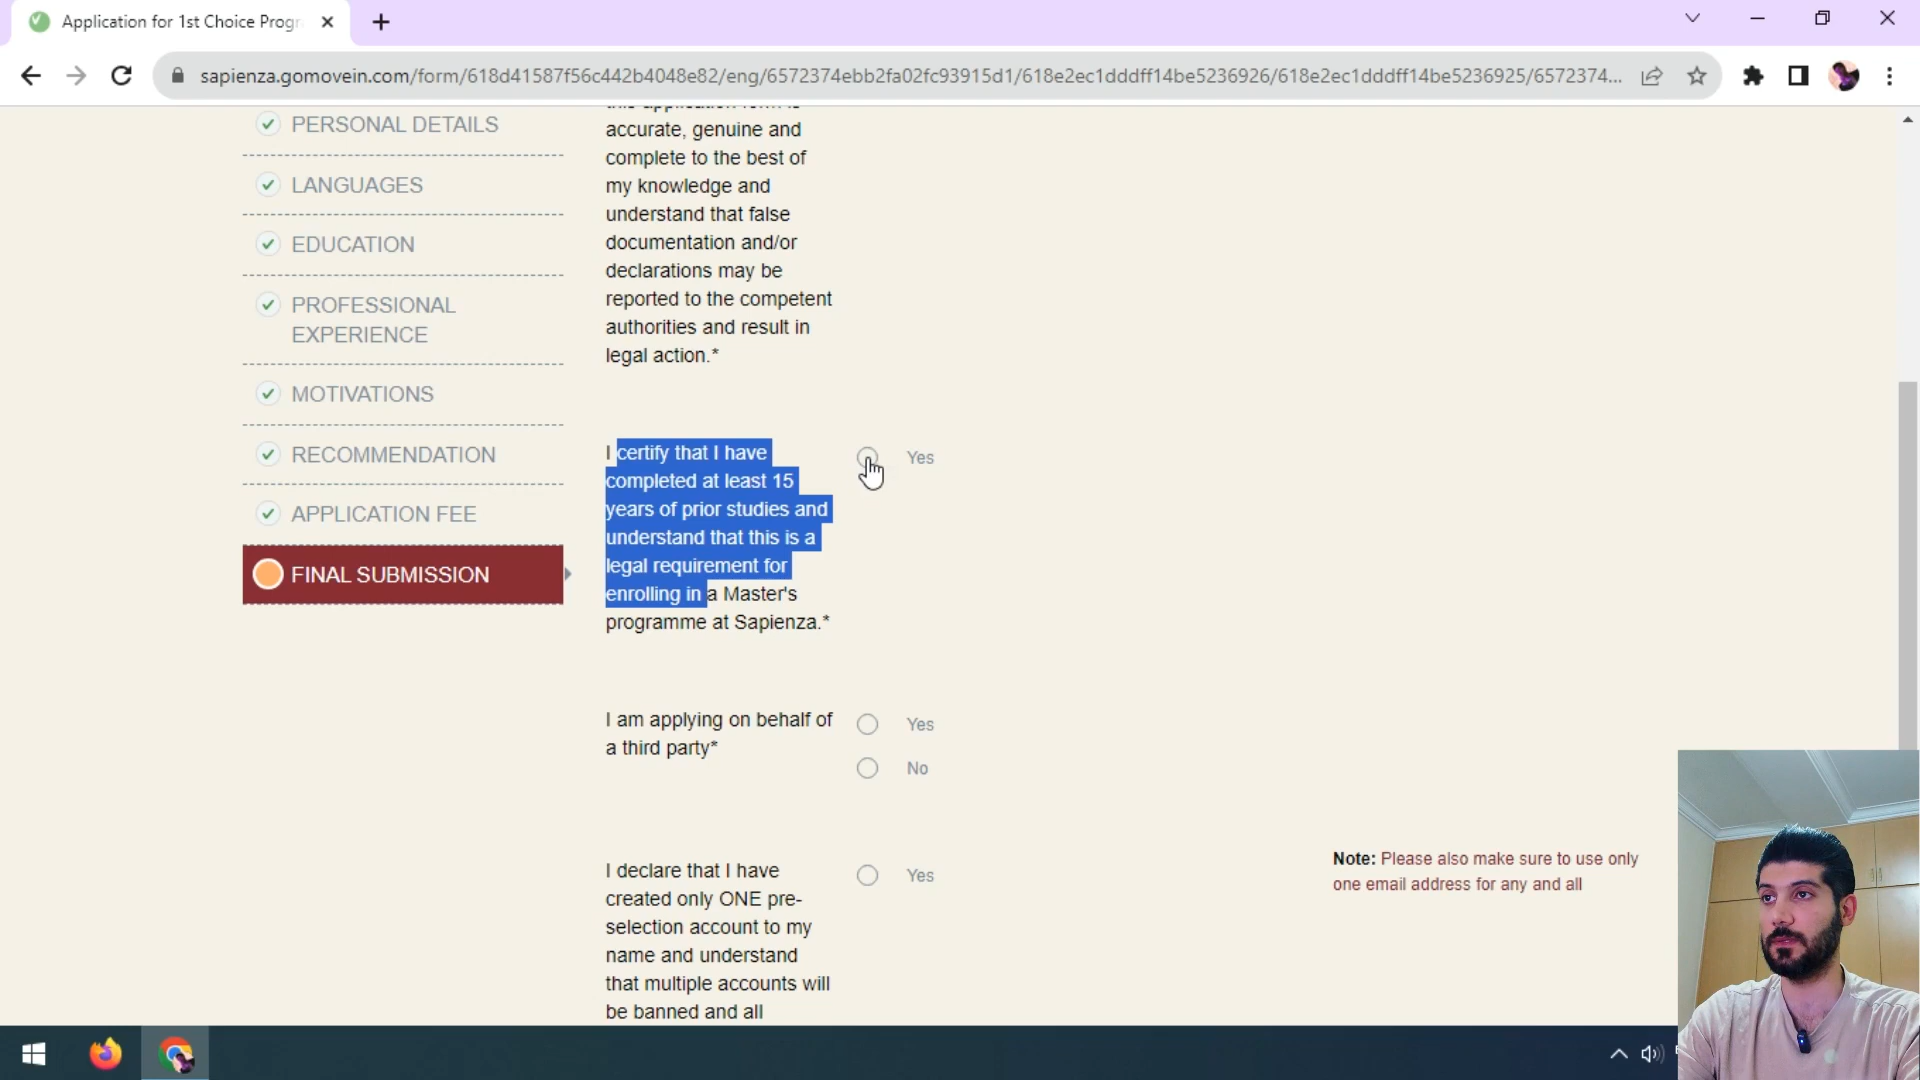 Application for 1st Choice Progr
sapienza.gomovein.com/form/618d41587f56c442b4048e82/eng/6572374ebb2fa02fc93915d1/618e2ec1dddff14be5236926/618e2ec1dddff14be5236925/6572374...
PERSONAL DETAILS
LANGUAGES
EDUCATION
PROFESSIONAL
EXPERIENCE
MOTIVATIONS
RECOMMENDATION
APPLICATION FEE
FINAL SUBMISSION
this application form is
accurate, genuine and
complete to the best of
my knowledge and
understand that false
documentation and/or
declarations may be
reported to the competent
authorities and result in
legal action.*
I certify that I have
completed at least 15
years of prior studies and
understand that this is a
legal requirement for
enrolling in a Master's
programme at Sapienza.*
Yes
I am applying on behalf of
a third party*
Yes
No
I declare that I have
created only ONE pre-
selection account to my
name and understand
that multiple accounts will
be banned and all
Yes
Note: Please also make sure to use only
one email address for any and all